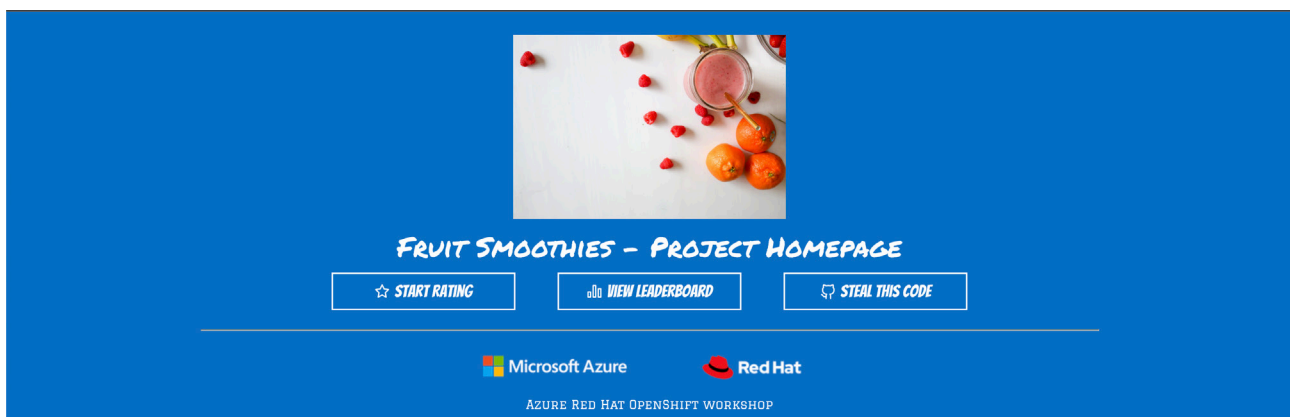 Fruit Smoothies - Project Homepage
START RATING
VIEW LEADERBOARD
STEAL THIS CODE
Microsoft Azure
Red Hat
Azure Red Hat OpenShift workshop